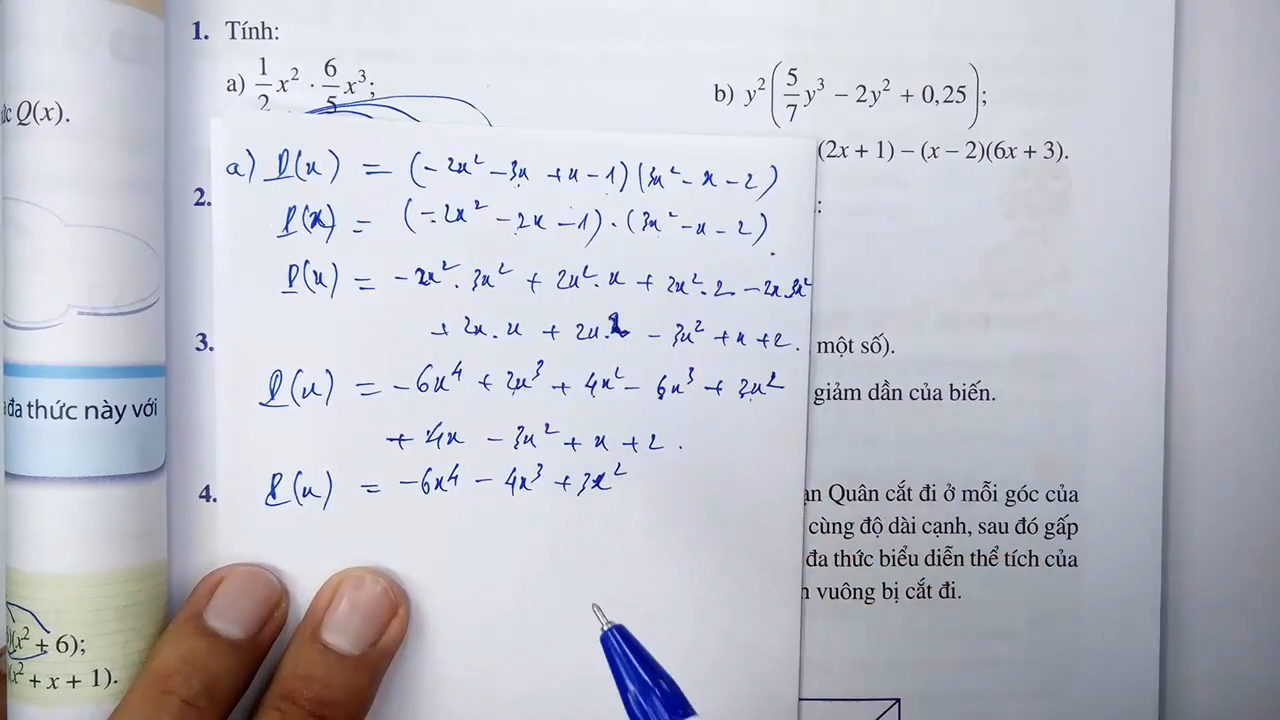 ức Q(x).
đa thức này với
(x² + 6);
(x² + x + 1).
1. Tính:
a) 1/2 x² · 6/5 x³;
b) y² (5/7 y³ − 2y² + 0,25);
(2x + 1) − (x − 2)(6x + 3).
2.
:
3.
một số).
giảm dần của biến.
4.
ạn Quân cắt đi ở mỗi góc của
cùng độ dài cạnh, sau đó gấp
đa thức biểu diễn thể tích của
vuông bị cắt đi.
a) P(x) = (−2x² − 3x + x − 1)(3x² − x − 2)
P(x) = (−2x² − 2x − 1)·(3x² − x − 2)
P(x) = −2x².3x² + 2x².x + 2x².2 − 2x.3x²
+ 2x.x + 2x.2 − 3x² + x + 2.
P(x) = −6x⁴ + 2x³ + 4x² − 6x³ + 2x²
+ 4x − 3x² + x + 2.
P(x) = −6x⁴ − 4x³ + 3x²